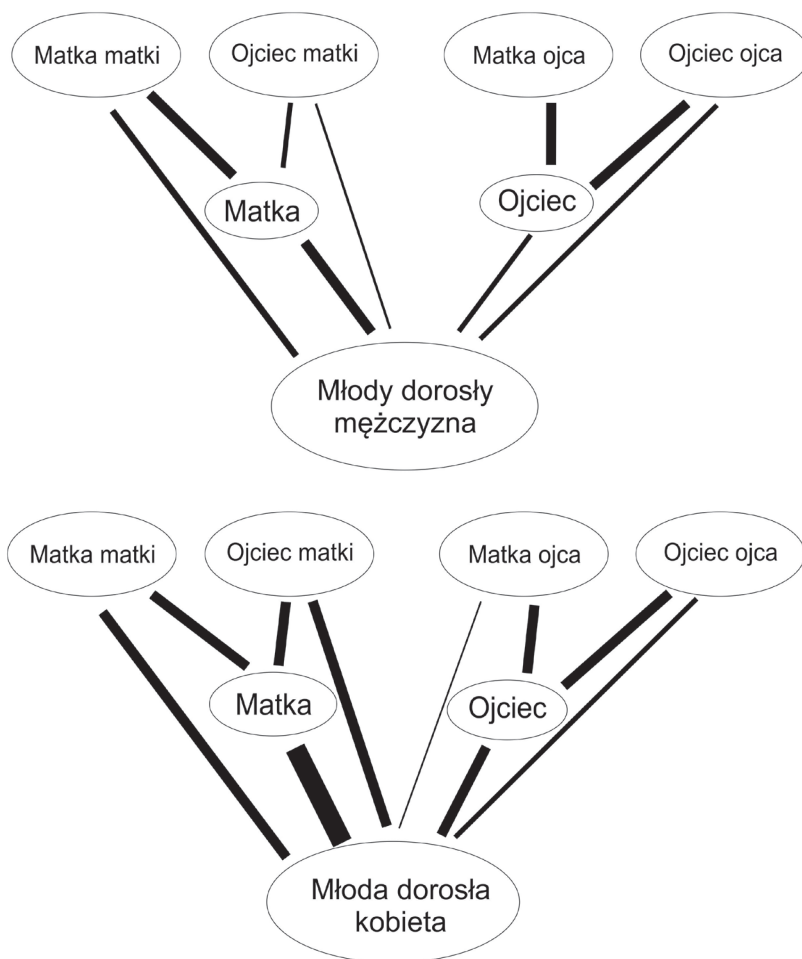 Matka matki
Ojciec matki
Matka ojca
Ojciec ojca
Matka
Ojciec
Młody dorosły
mężczyzna
Matka matki
Ojciec matki
Matka ojca
Ojciec ojca
Matka
Ojciec
Młoda dorosła
kobieta